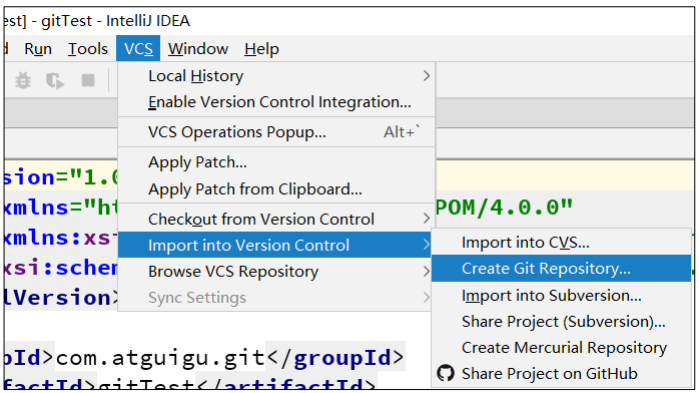 est] - gitTest - IntelliJ IDEA
d Run Tools VCS Window Help
Local History
Enable Version Control Integration...
VCS Operations Popup... Alt+`
Apply Patch...
Apply Patch from Clipboard...
Checkout from Version Control
Import into Version Control
Browse VCS Repository
Sync Settings
Import into CVS...
Create Git Repository...
Import into Subversion...
Share Project (Subversion)...
Create Mercurial Repository
Share Project on GitHub
sion="1.0
xmlns="ht POM/4.0.0"
xmlns:xsi
xsi:schem
lVersion>
pId>com.atguigu.git</groupId>
factId>gitTest</artifactId>